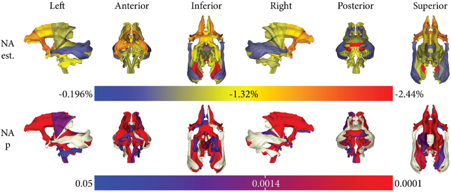 Left Anterior Inferior Right Posterior Superior
NA
est.
-0.196% -1.32% -2.44%
NA
p
0.05 0.0014 0.0001